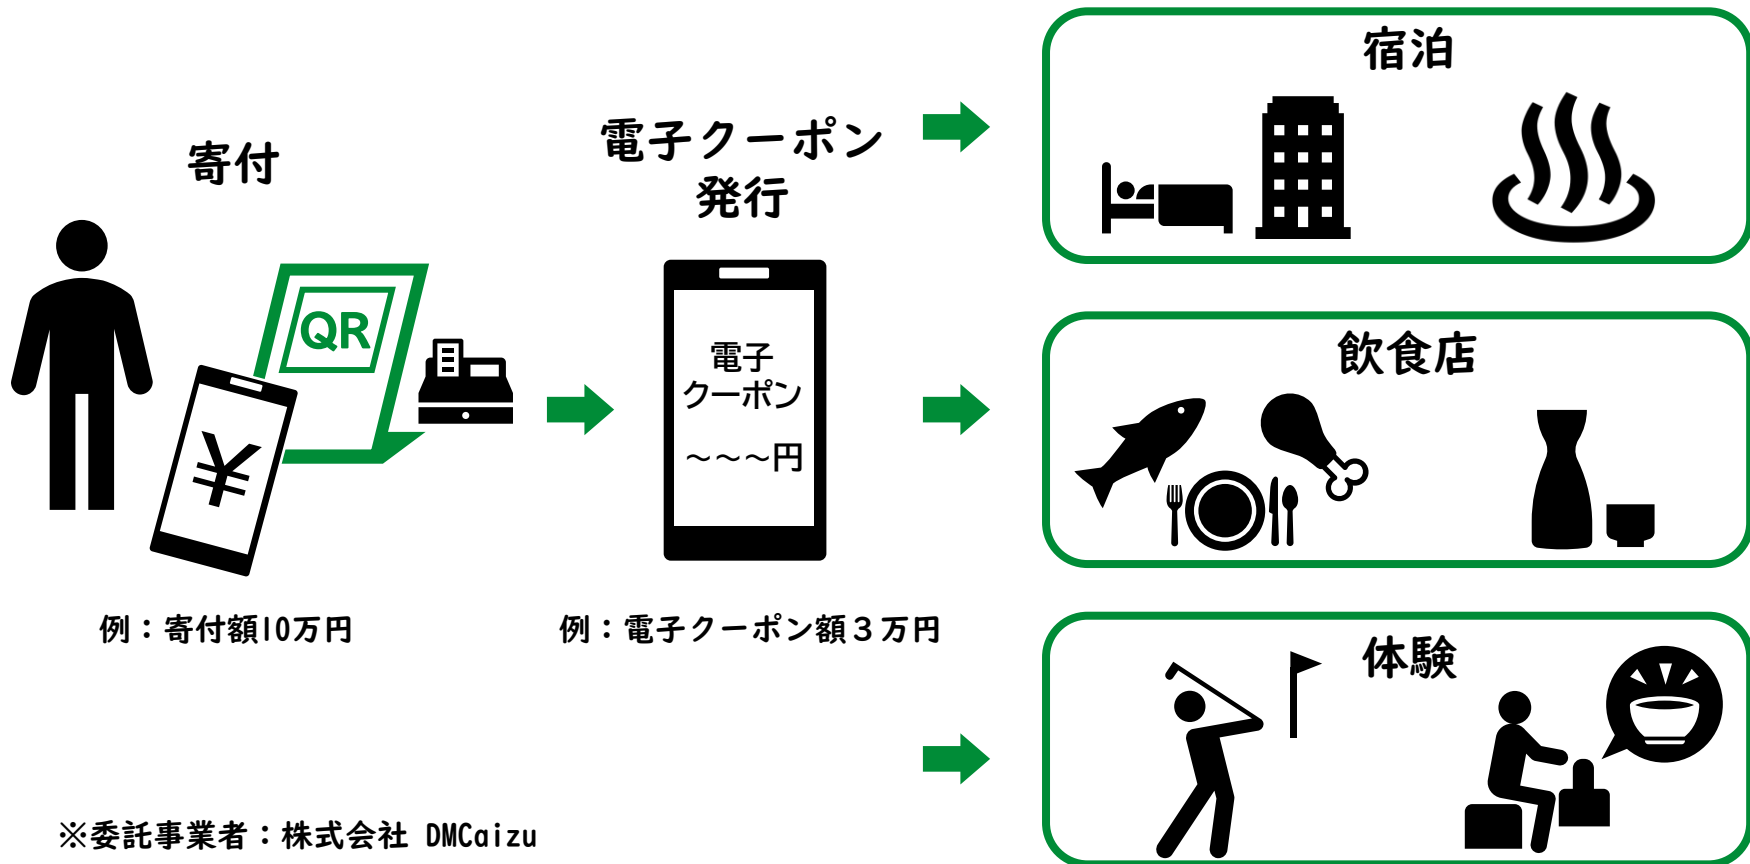 寄付
QR
¥
例：寄付額10万円
電子クーポン
発行
電子
クーポン
～～～円
例：電子クーポン額３万円
宿泊
飲食店
体験
※委託事業者：株式会社 DMCaizu